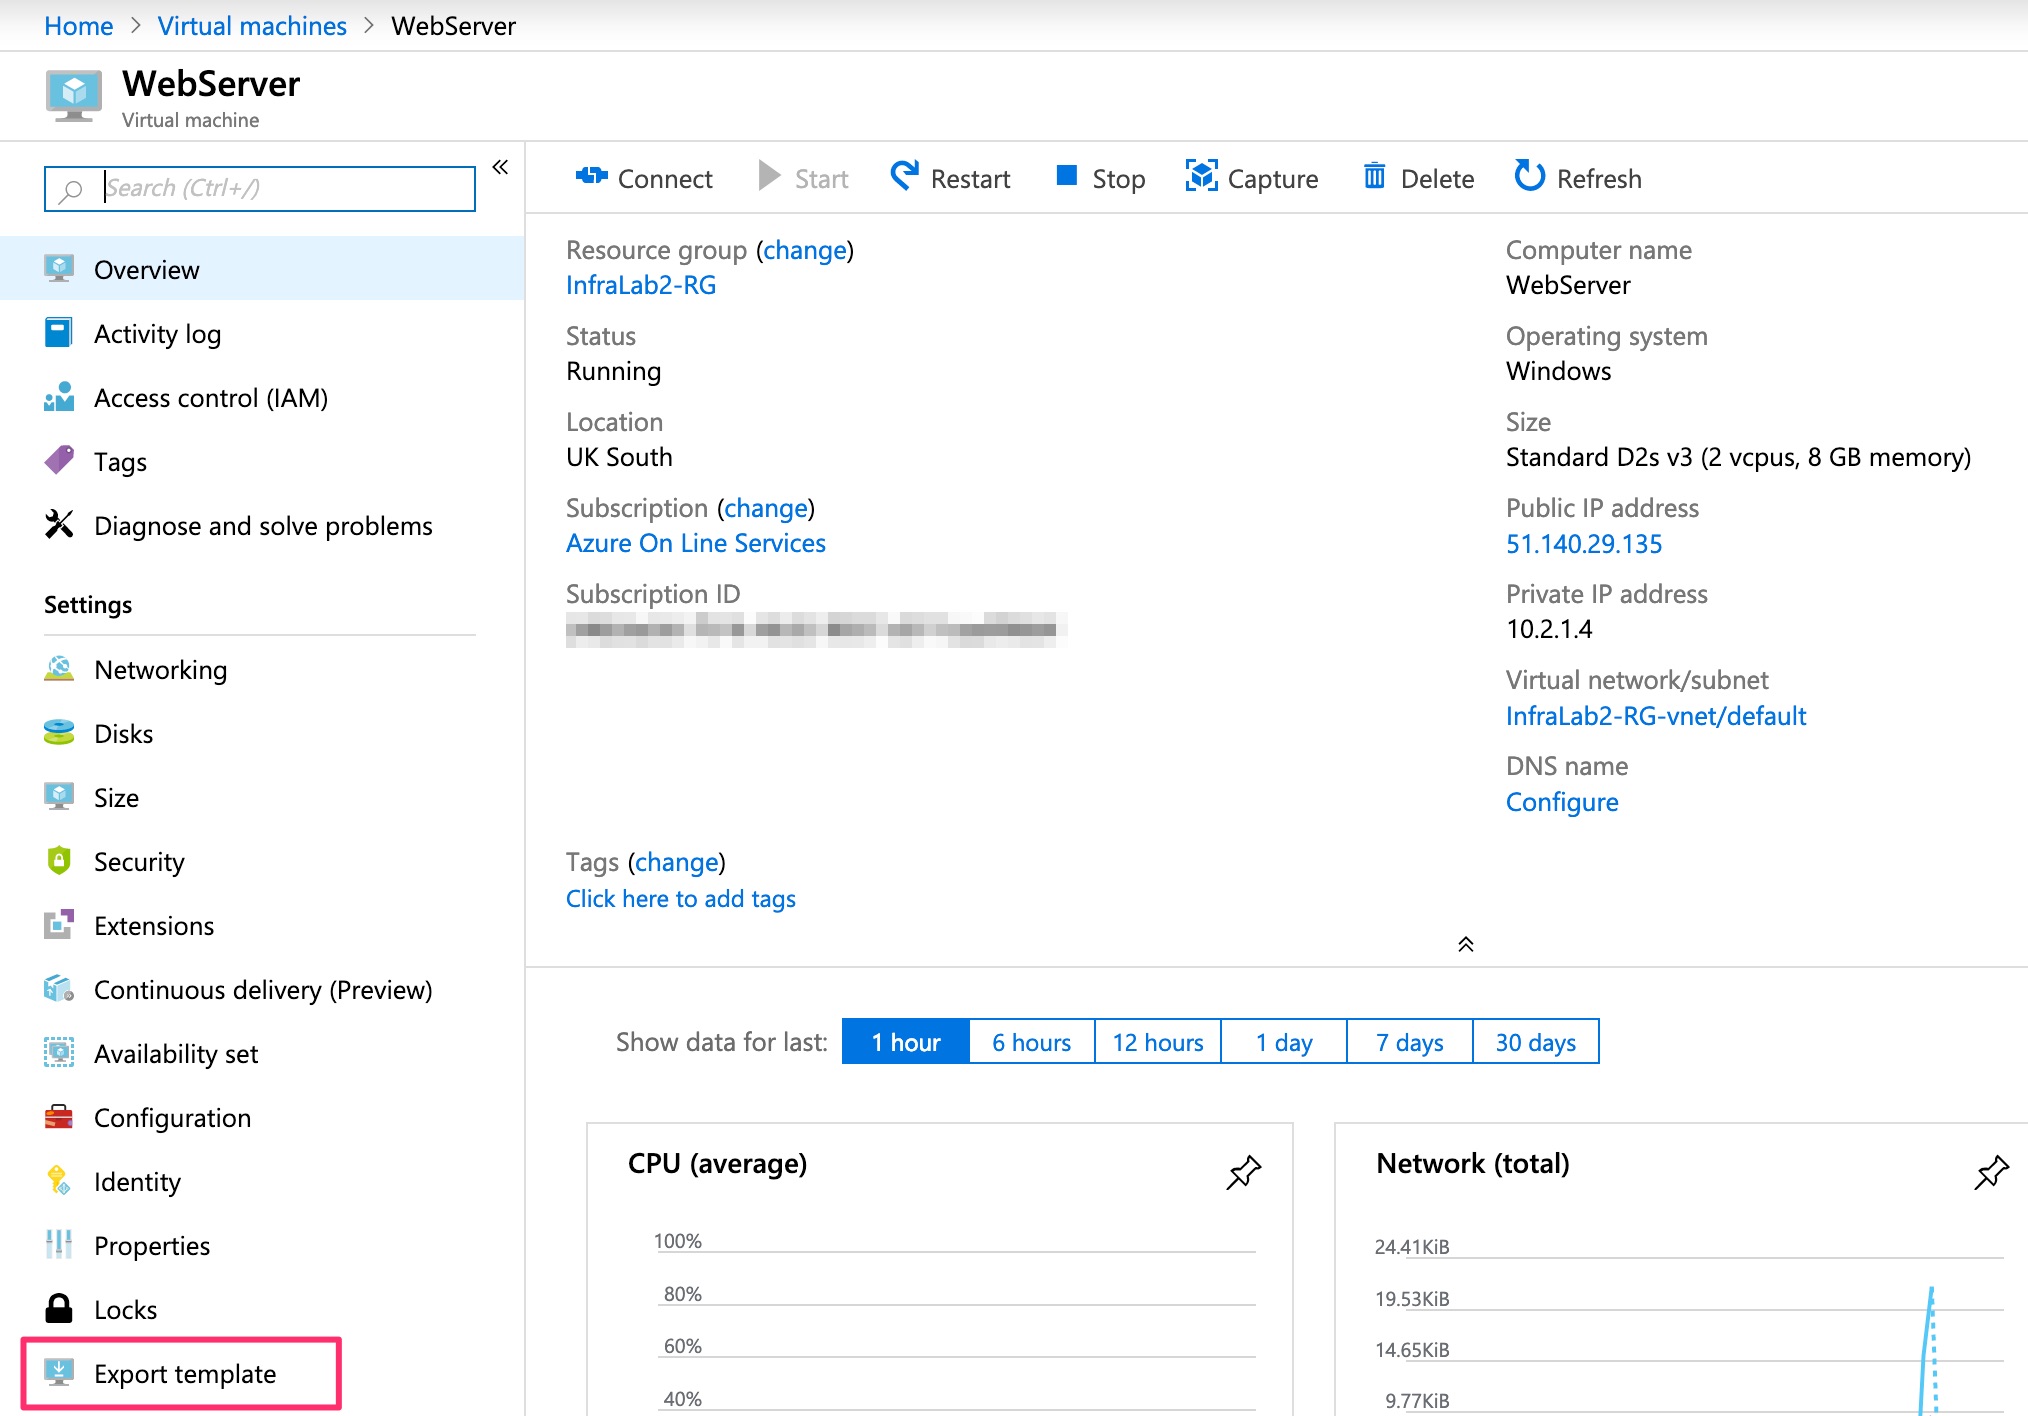 Home > Virtual machines > WebServer
WebServer
Virtual machine
Search (Ctrl+/)
«
Overview
Activity log
Access control (IAM)
Tags
Diagnose and solve problems
Settings
Networking
Disks
Size
Security
Extensions
Continuous delivery (Preview)
Availability set
Configuration
Identity
Properties
Locks
Export template
Connect Start Restart Stop Capture Delete Refresh
Resource group (change)
InfraLab2-RG
Status
Running
Location
UK South
Subscription (change)
Azure On Line Services
Subscription ID
Computer name
WebServer
Operating system
Windows
Size
Standard D2s v3 (2 vcpus, 8 GB memory)
Public IP address
51.140.29.135
Private IP address
10.2.1.4
Virtual network/subnet
InfraLab2-RG-vnet/default
DNS name
Configure
Tags (change)
Click here to add tags
Show data for last: 1 hour 6 hours 12 hours 1 day 7 days 30 days
CPU (average)
100%
80%
60%
40%
Network (total)
24.41KiB
19.53KiB
14.65KiB
9.77KiB